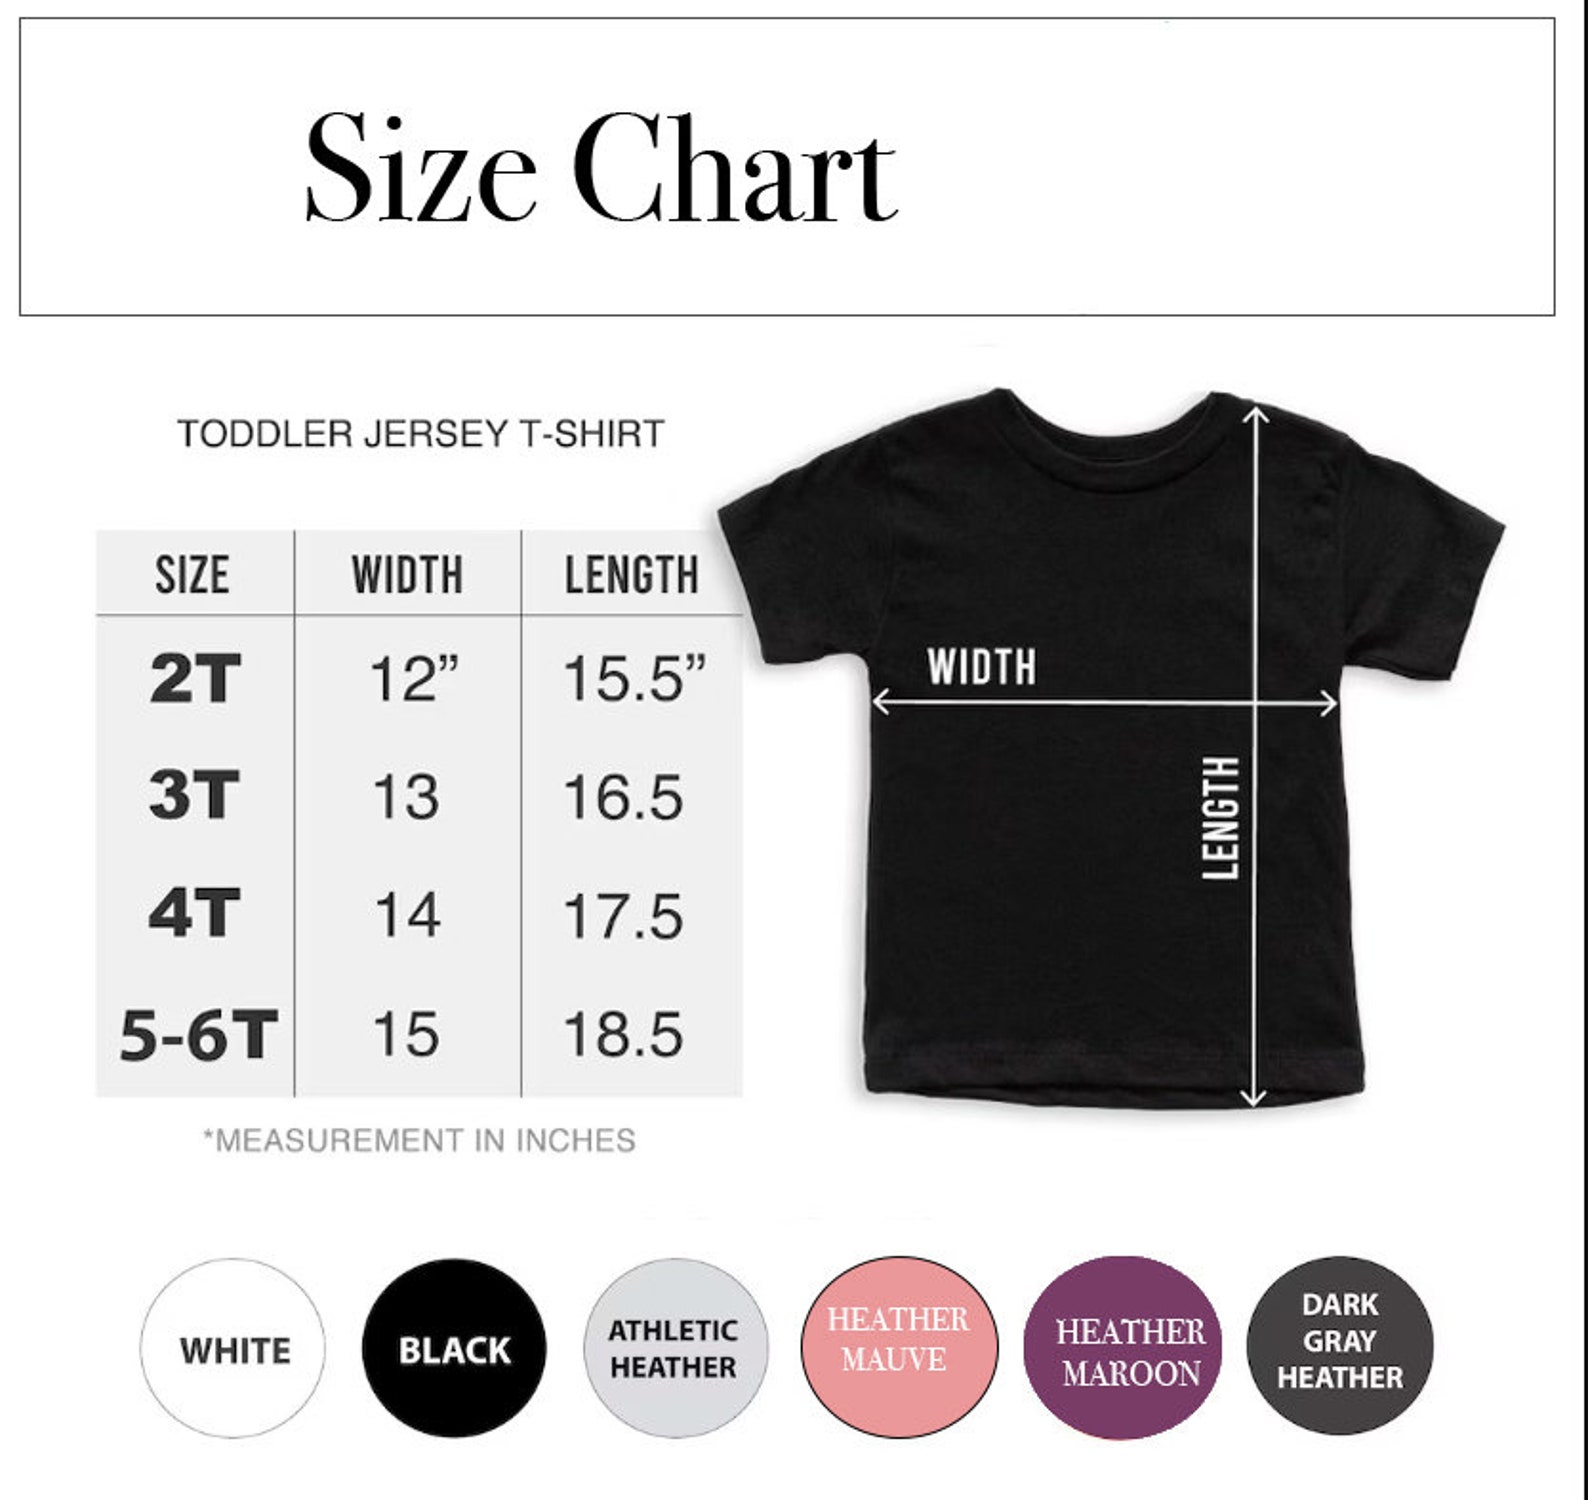 Size Chart
TODDLER JERSEY T-SHIRT
SIZE WIDTH LENGTH
2T 12” 15.5”
3T 13 16.5
4T 14 17.5
5-6T 15 18.5
*MEASUREMENT IN INCHES
WIDTH
LENGTH
WHITE
BLACK
ATHLETIC
HEATHER
HEATHER
MAUVE
HEATHER
MAROON
DARK
GRAY
HEATHER